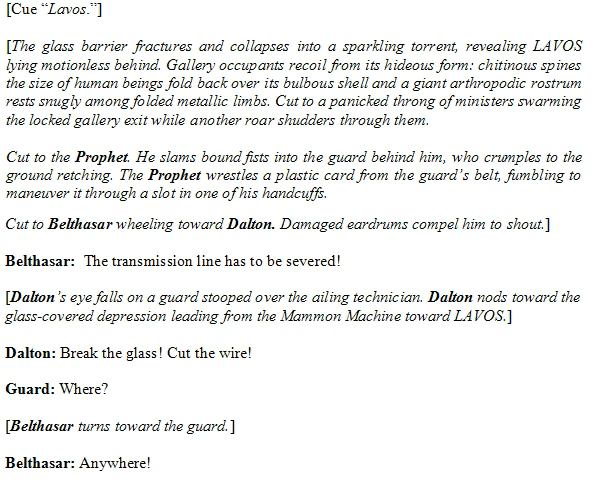 [Cue “Lavos.”]
[The glass barrier fractures and collapses into a sparkling torrent, revealing LAVOS
lying motionless behind. Gallery occupants recoil from its hideous form: chitinous spines
the size of human beings fold back over its bulbous shell and a giant arthropodic rostrum
rests snugly among folded metallic limbs. Cut to a panicked throng of ministers swarming
the locked gallery exit while another roar shudders through them.
Cut to the Prophet. He slams bound fists into the guard behind him, who crumples to the
ground retching. The Prophet wrestles a plastic card from the guard’s belt, fumbling to
maneuver it through a slot in one of his handcuffs.
Cut to Belthasar wheeling toward Dalton. Damaged eardrums compel him to shout.]
Belthasar: The transmission line has to be severed!
[Dalton’s eye falls on a guard stooped over the ailing technician. Dalton nods toward the
glass-covered depression leading from the Mammon Machine toward LAVOS.]
Dalton: Break the glass! Cut the wire!
Guard: Where?
[Belthasar turns toward the guard.]
Belthasar: Anywhere!